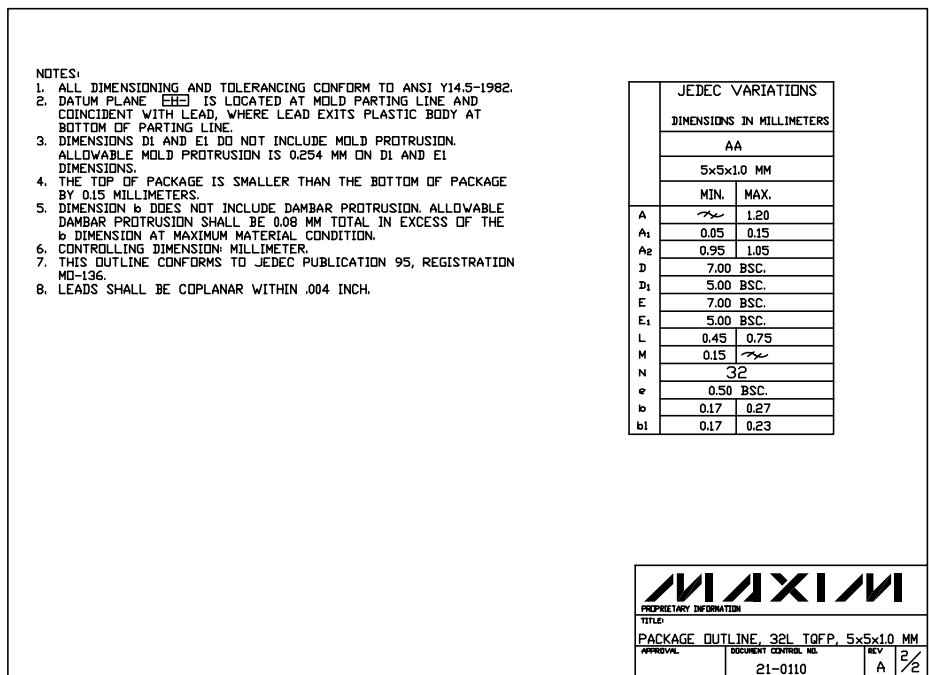 NOTES:
1. ALL DIMENSIONING AND TOLERANCING CONFORM TO ANSI Y14.5-1982.
2. DATUM PLANE -H- IS LOCATED AT MOLD PARTING LINE AND
COINCIDENT WITH LEAD, WHERE LEAD EXITS PLASTIC BODY AT
BOTTOM OF PARTING LINE.
3. DIMENSIONS D1 AND E1 DO NOT INCLUDE MOLD PROTRUSION.
ALLOWABLE MOLD PROTRUSION IS 0.254 MM ON D1 AND E1
DIMENSIONS.
4. THE TOP OF PACKAGE IS SMALLER THAN THE BOTTOM OF PACKAGE
BY 0.15 MILLIMETERS.
5. DIMENSION b DOES NOT INCLUDE DAMBAR PROTRUSION. ALLOWABLE
DAMBAR PROTRUSION SHALL BE 0.08 MM TOTAL IN EXCESS OF THE
b DIMENSION AT MAXIMUM MATERIAL CONDITION.
6. CONTROLLING DIMENSION: MILLIMETER.
7. THIS OUTLINE CONFORMS TO JEDEC PUBLICATION 95, REGISTRATION
MO-136.
8. LEADS SHALL BE COPLANAR WITHIN .004 INCH.
JEDEC VARIATIONS
DIMENSIONS IN MILLIMETERS
AA
5x5x1.0 MM
MIN. MAX.
A 1.20
A1 0.05 0.15
A2 0.95 1.05
D 7.00 BSC.
D1 5.00 BSC.
E 7.00 BSC.
E1 5.00 BSC.
L 0.45 0.75
M 0.15
N 32
e 0.50 BSC.
b 0.17 0.27
b1 0.17 0.23
MAXIM
PROPRIETARY INFORMATION
TITLE:
PACKAGE OUTLINE, 32L TQFP, 5x5x1.0 MM
APPROVAL DOCUMENT CONTROL NO. REV
21-0110 A 2/2